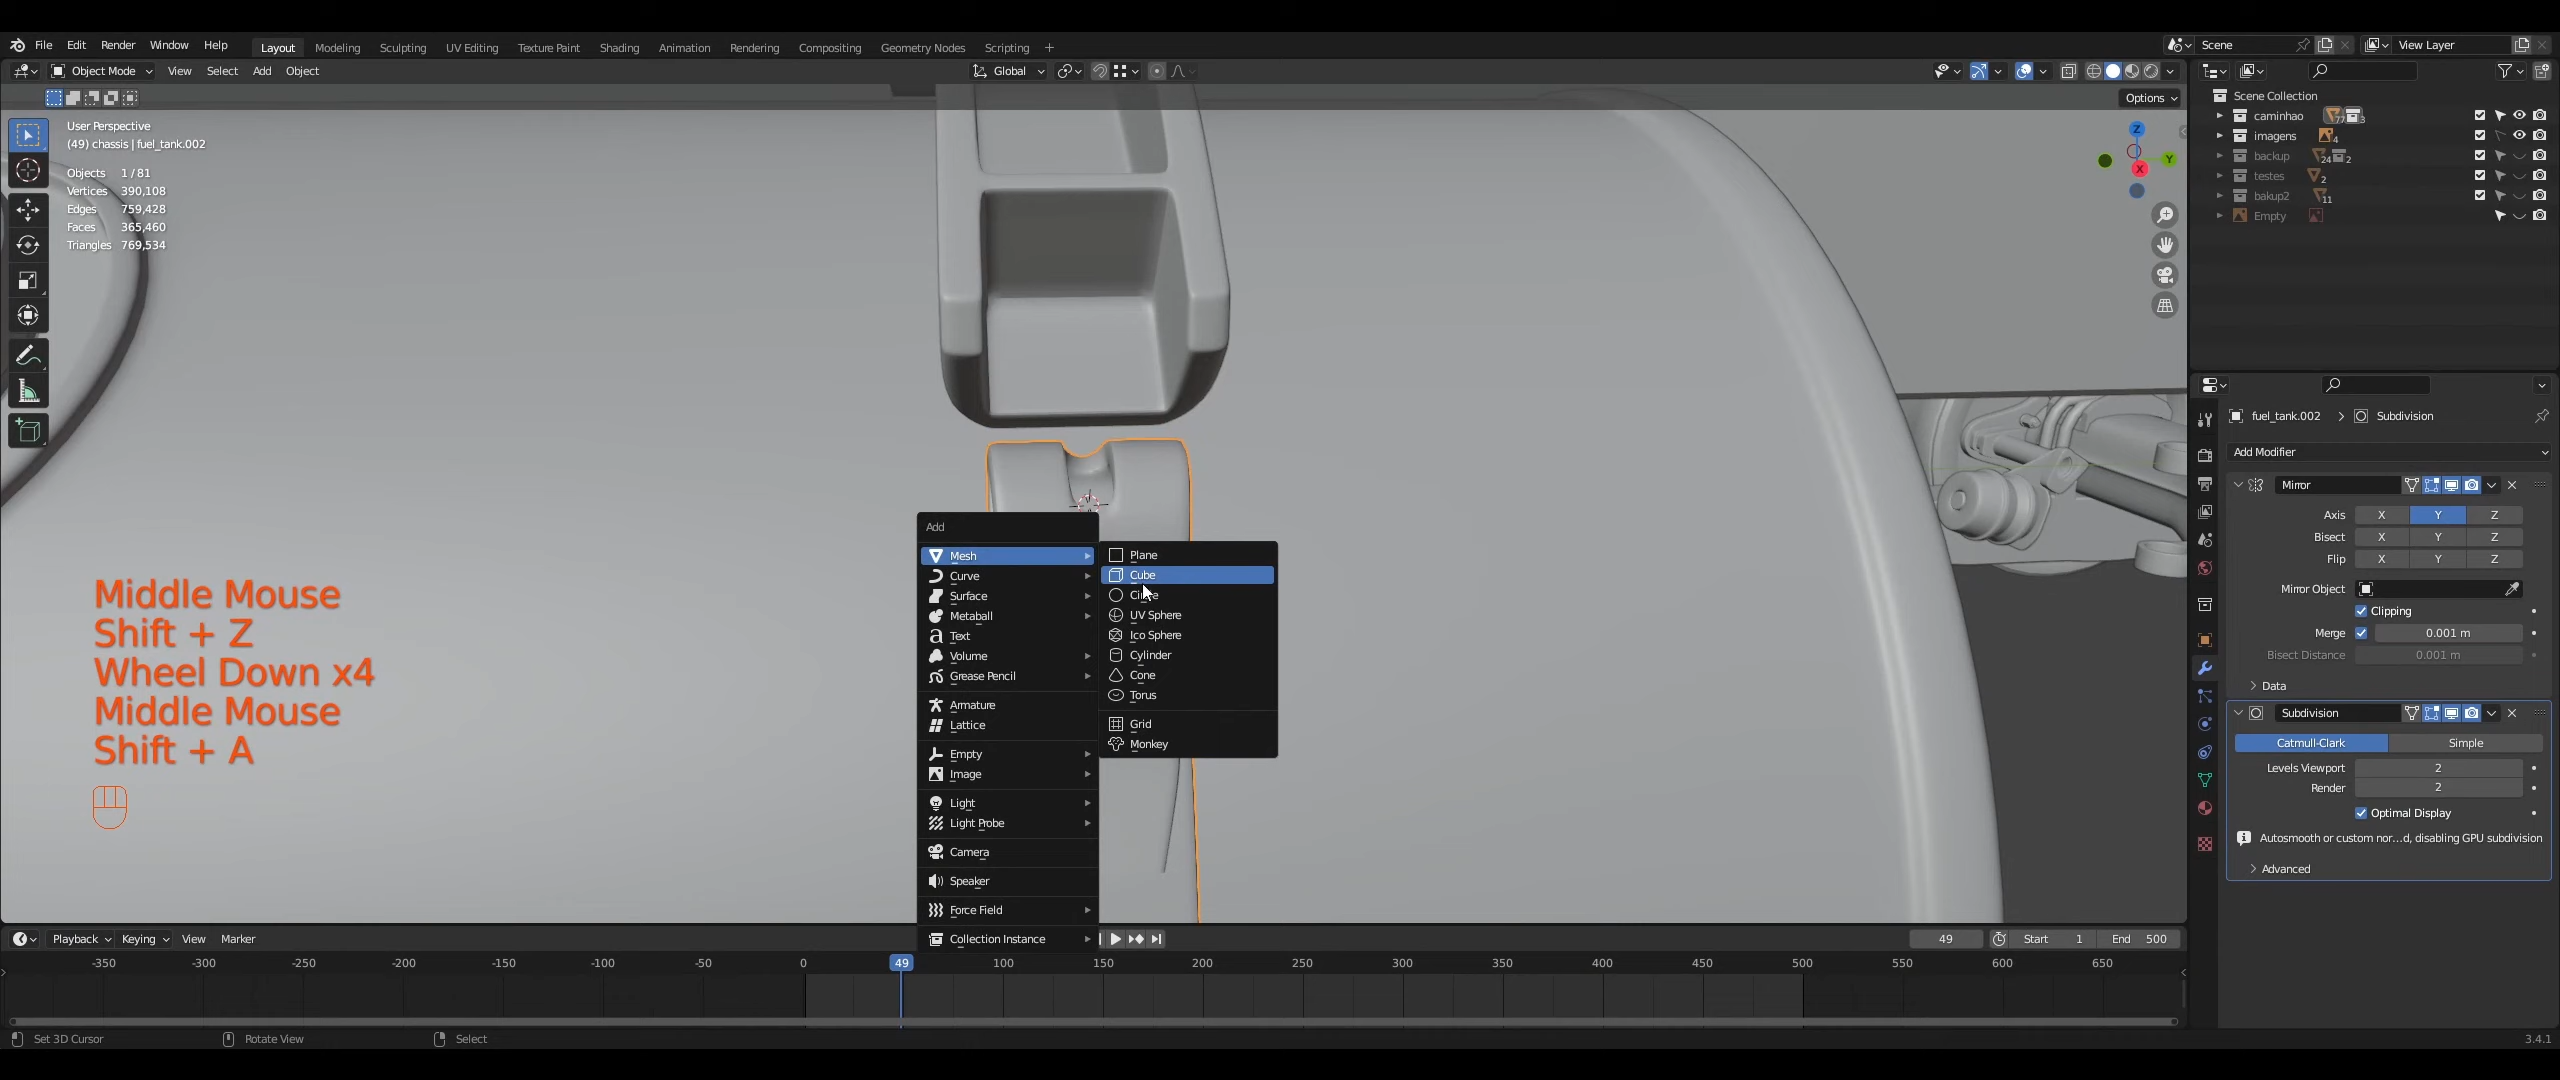 File Edit Render Window Help Layout Modeling Sculpting UV Editing Texture Paint Shading Animation Rendering Compositing Geometry Nodes Scripting + Scene View Layer
Object Mode View Select Add Object Global
Options
User Perspective
(49) chassis | fuel_tank.002
Objects 1 / 81
Vertices 390,108
Edges 759,428
Faces 365,460
Triangles 769,534
Z
Y
X
Middle Mouse
Shift + Z
Wheel Down x4
Middle Mouse
Shift + A
Add
Mesh
Curve
Surface
Metaball
Text
Volume
Grease Pencil
Armature
Lattice
Empty
Image
Light
Light Probe
Camera
Speaker
Force Field
Collection Instance
Plane
Cube
UV Sphere
Ico Sphere
Cylinder
Cone
Torus
Grid
Monkey
Scene Collection
caminhao 77 3
imagens 4
backup 24 2
testes 2
bakup2 11
Empty
fuel_tank.002 Subdivision
Add Modifier
Mirror
Axis X Y Z
Bisect X Y Z
Flip X Y Z
Mirror Object
Clipping
Merge 0.001 m
Bisect Distance 0.001 m
Data
Subdivision
Catmull-Clark Simple
Levels Viewport 2
Render 2
Optimal Display
Autosmooth or custom nor...d, disabling GPU subdivision
Advanced
Playback Keying View Marker 49 Start 1 End 500
-350 -300 -250 -200 -150 -100 -50 0 49 100 150 200 250 300 350 400 450 500 550 600 650
Set 3D Cursor Rotate View Select 3.4.1